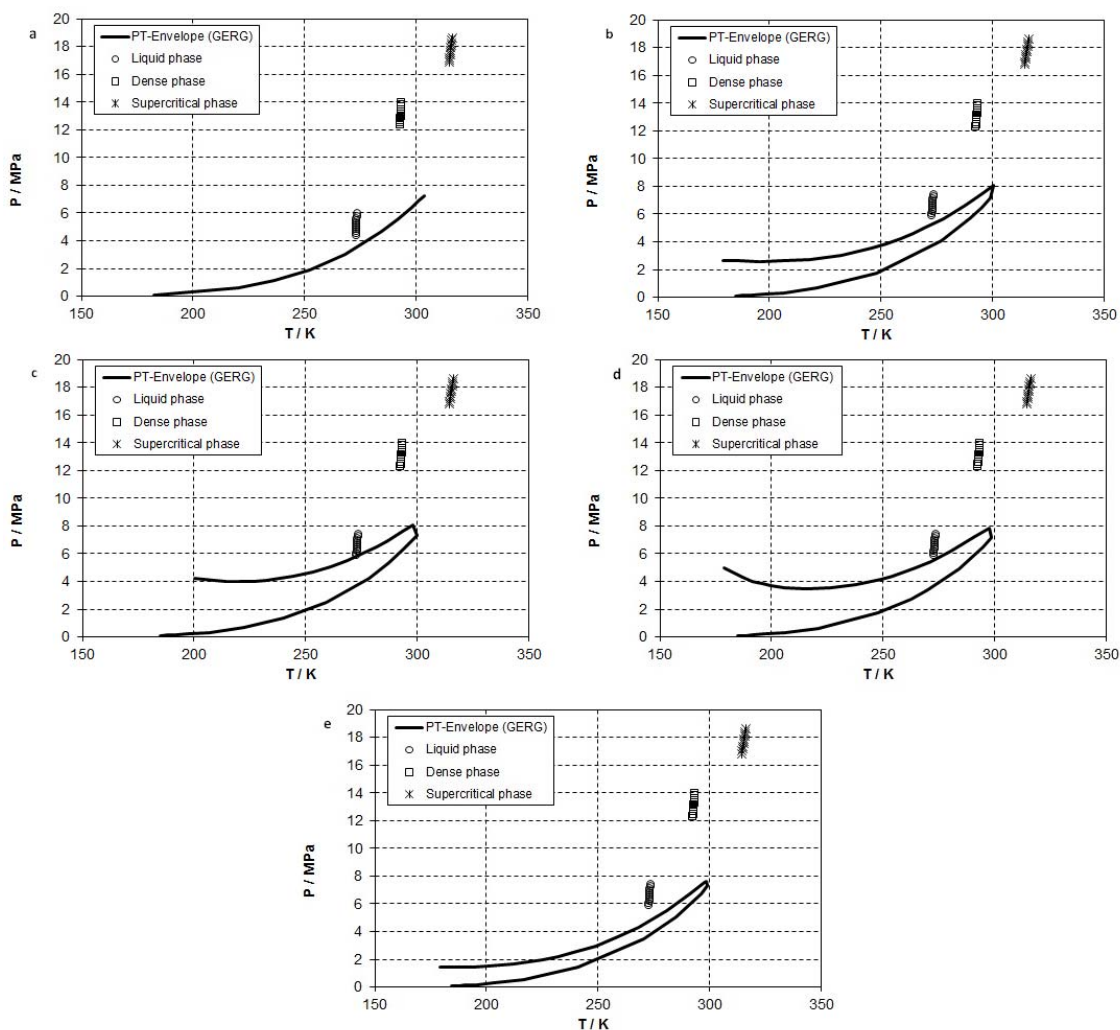 a
20
18
16
14
12
10
8
6
4
2
0
P / MPa
PT-Envelope (GERG)
Liquid phase
Dense phase
Supercritical phase
150 200 250 300 350
T / K
b
20
18
16
14
12
10
8
6
4
2
0
P / MPa
PT-Envelope (GERG)
Liquid phase
Dense phase
Supercritical phase
150 200 250 300 350
T / K
c
20
18
16
14
12
10
8
6
4
2
0
P / MPa
PT-Envelope (GERG)
Liquid phase
Dense phase
Supercritical phase
150 200 250 300 350
T / K
d
20
18
16
14
12
10
8
6
4
2
0
P / MPa
PT-Envelope (GERG)
Liquid phase
Dense phase
Supercritical phase
150 200 250 300 350
T / K
e
20
18
16
14
12
10
8
6
4
2
0
P / MPa
PT-Envelope (GERG)
Liquid phase
Dense phase
Supercritical phase
150 200 250 300 350
T / K